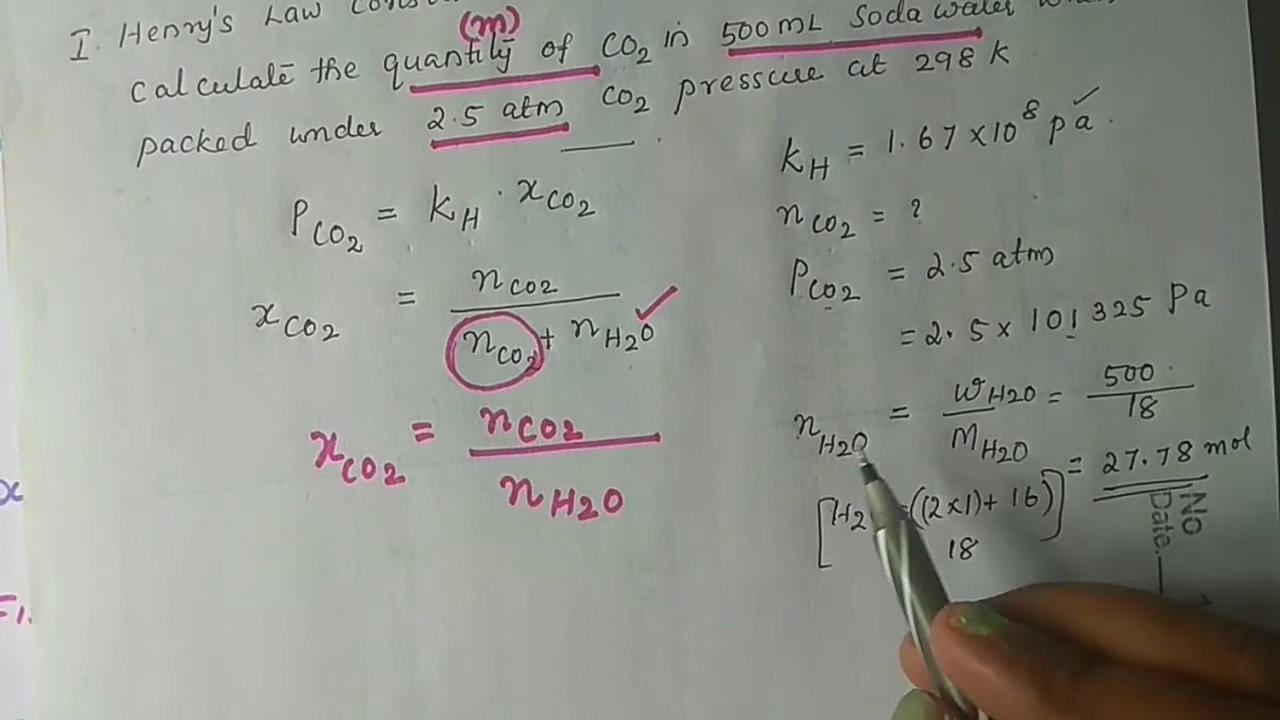 I. Henry's Law
(m)
calculate the quantity of CO2 in 500 mL Soda water
packed under 2.5 atm CO2 pressure at 298 K
kH = 1.67 × 10^8 pa.
PCO2 = kH · xCO2
nCO2 = ?
PCO2 = 2.5 atm
= 2.5 × 101325 Pa
xCO2 = nCO2 / nCO2 + nH2O
nH2O = wH2O / MH2O = 500 / 18
= 27.78 mol
xCO2 = nCO2 / nH2O
[H2 ((2×1) + 16)]
18
No
Date.